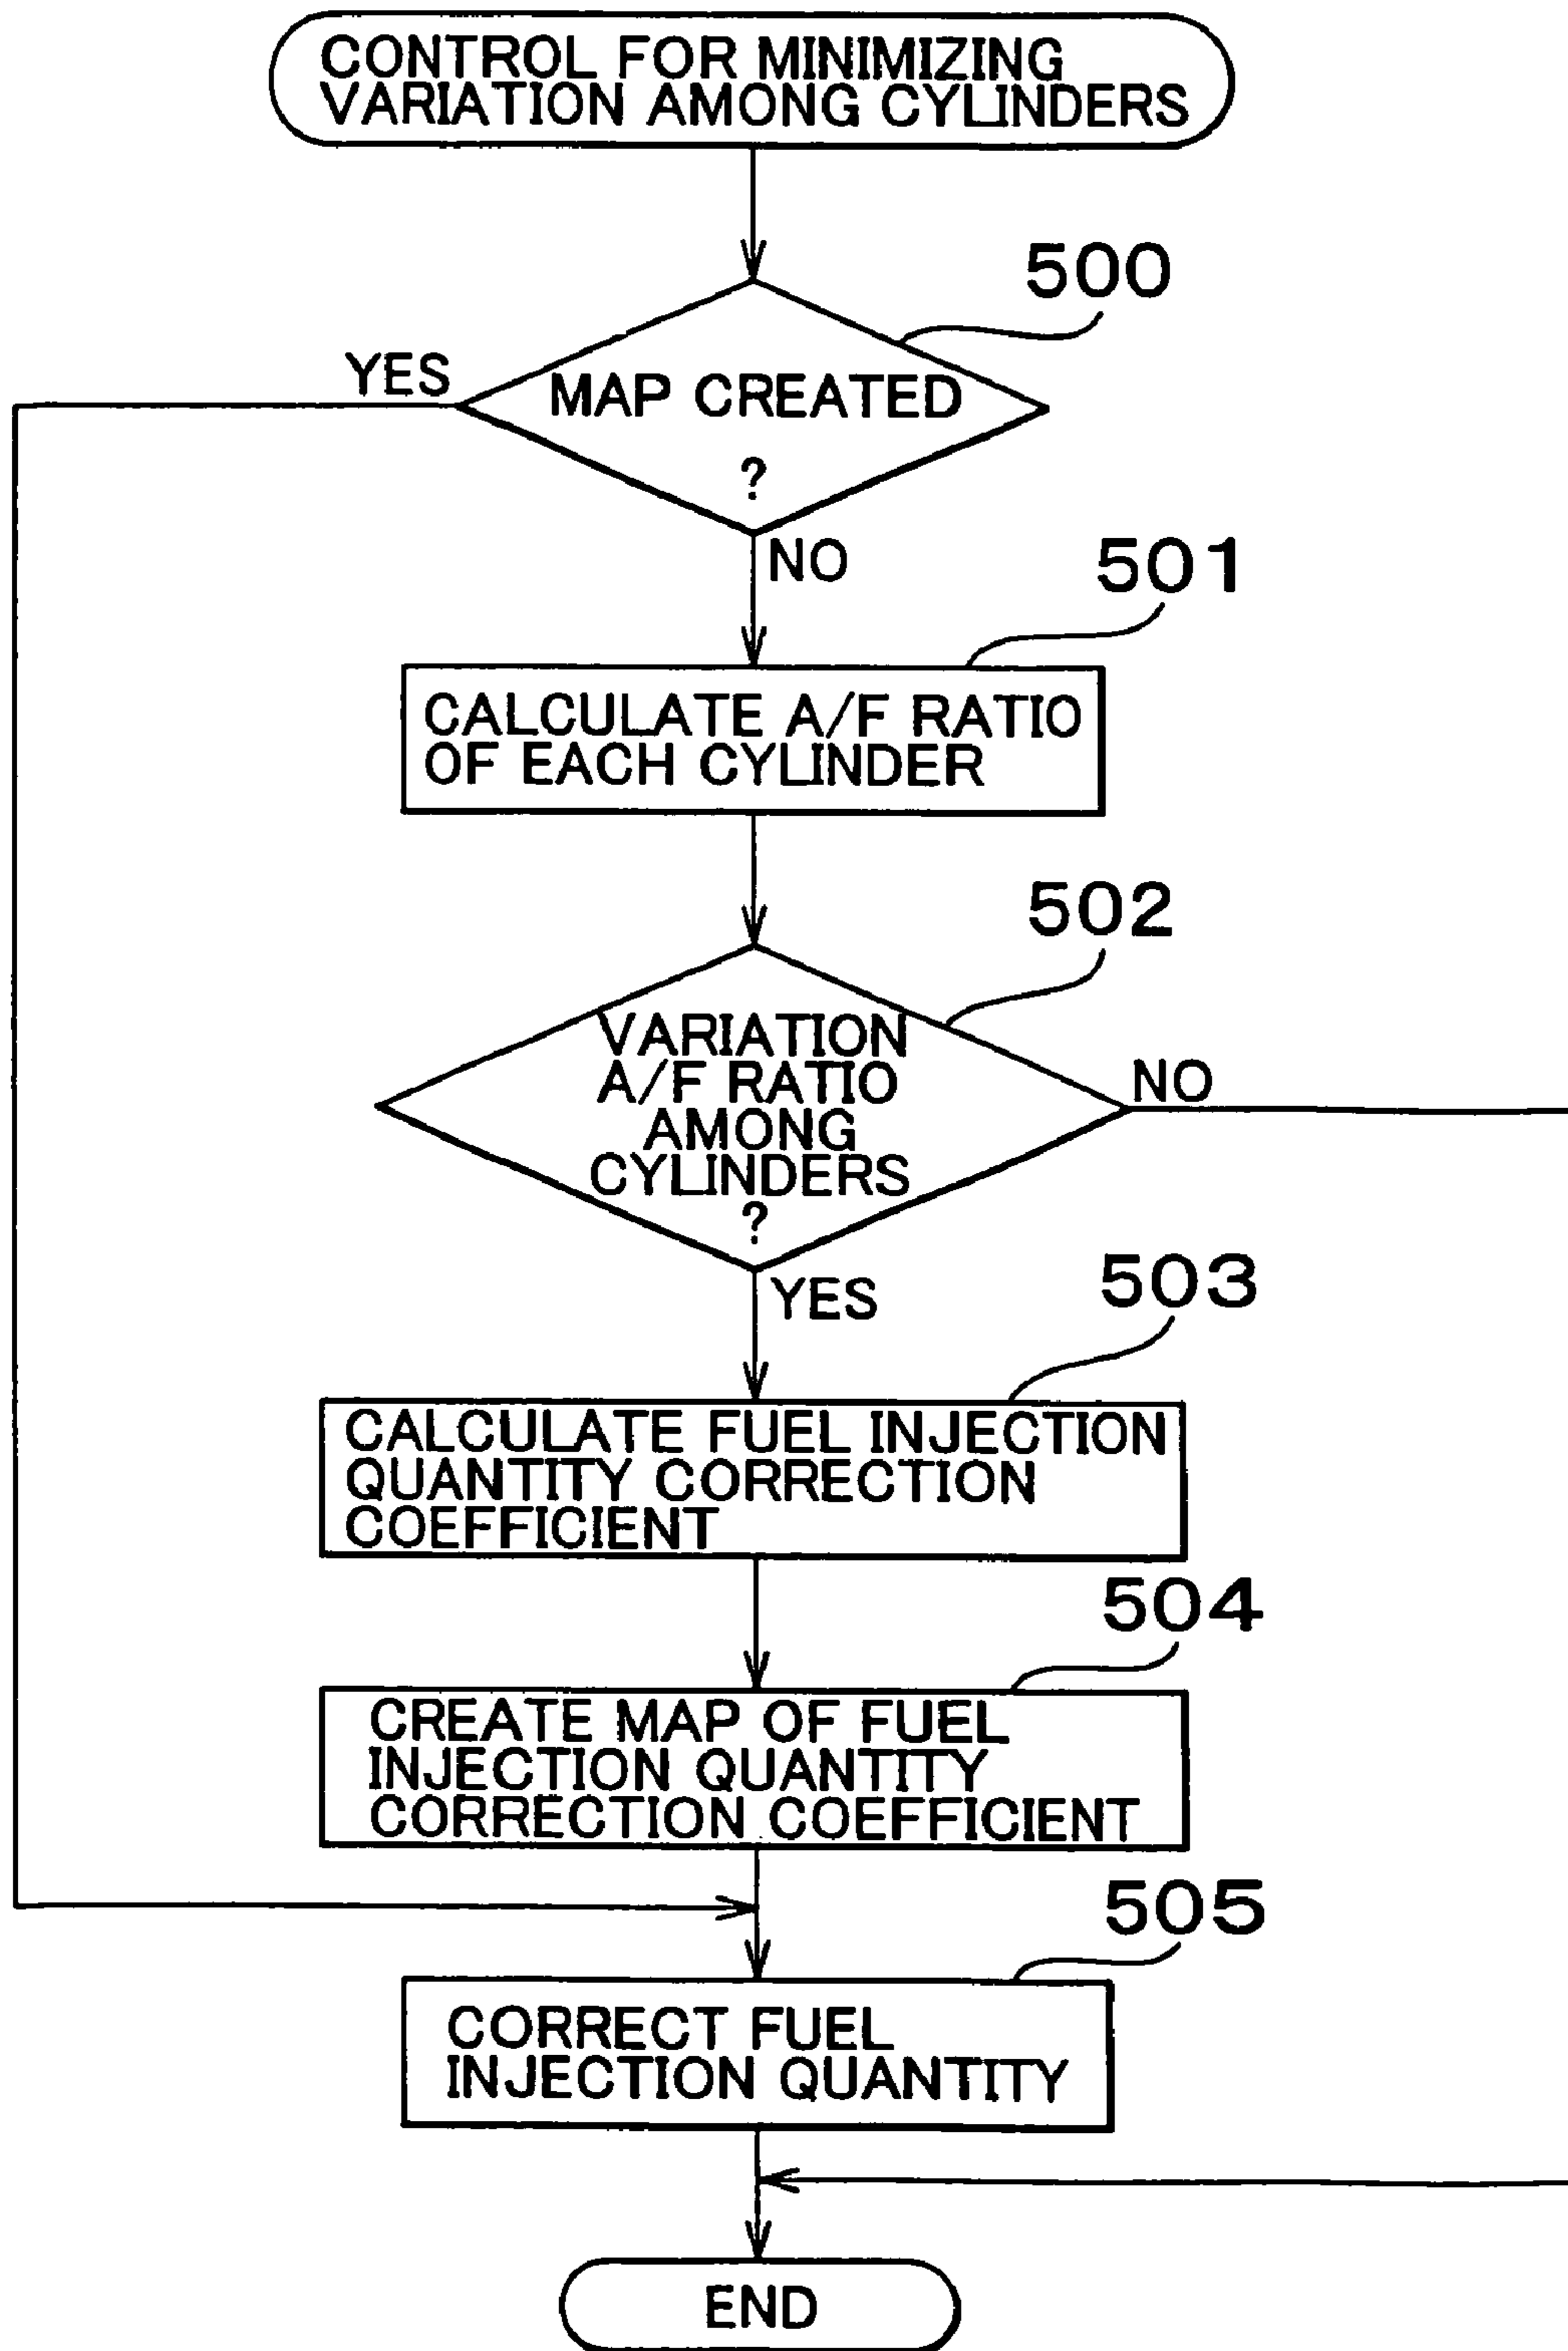 CONTROL FOR MINIMIZING
VARIATION AMONG CYLINDERS
500
YES
MAP CREATED
?
NO
501
CALCULATE A/F RATIO
OF EACH CYLINDER
502
VARIATION
A/F RATIO
AMONG
CYLINDERS
?
NO
YES
503
CALCULATE FUEL INJECTION
QUANTITY CORRECTION
COEFFICIENT
504
CREATE MAP OF FUEL
INJECTION QUANTITY
CORRECTION COEFFICIENT
505
CORRECT FUEL
INJECTION QUANTITY
END